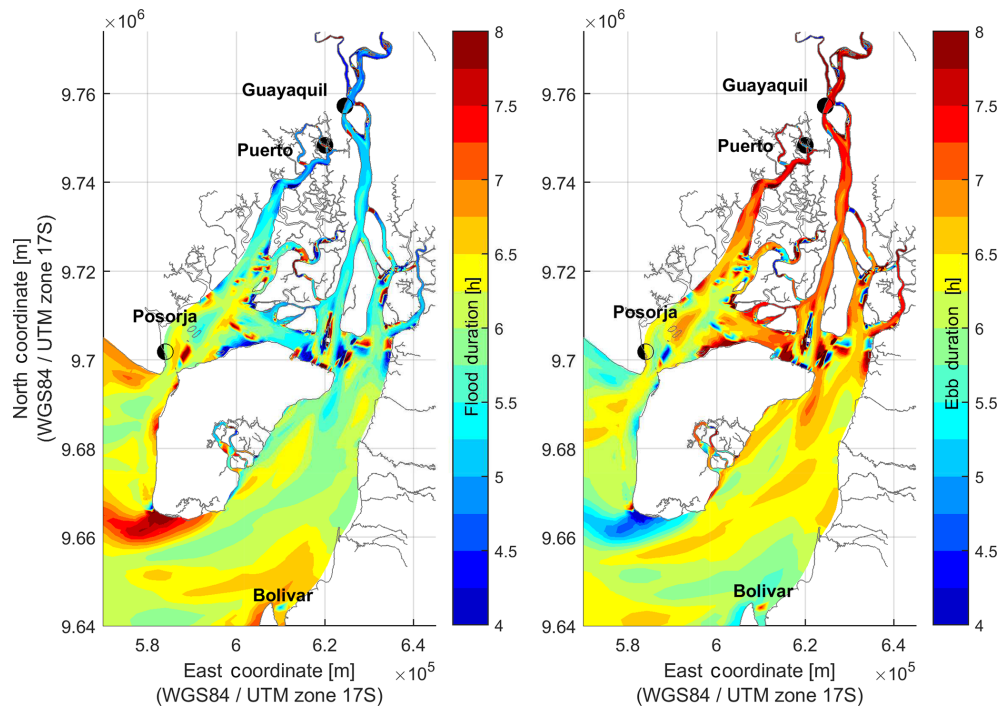 ×10⁶
9.76
9.74
9.72
9.7
9.68
9.66
9.64
5.8
6
6.2
6.4
×10⁵
North coordinate [m]
(WGS84 / UTM zone 17S)
East coordinate [m]
(WGS84 / UTM zone 17S)
Guayaquil
Puerto
Posorja
Bolivar
8
7.5
7
6.5
6
5.5
5
4.5
4
Flood duration [h]
×10⁶
9.76
9.74
9.72
9.7
9.68
9.66
9.64
5.8
6
6.2
6.4
×10⁵
East coordinate [m]
(WGS84 / UTM zone 17S)
Guayaquil
Puerto
Posorja
Bolivar
8
7.5
7
6.5
6
5.5
5
4.5
4
Ebb duration [h]